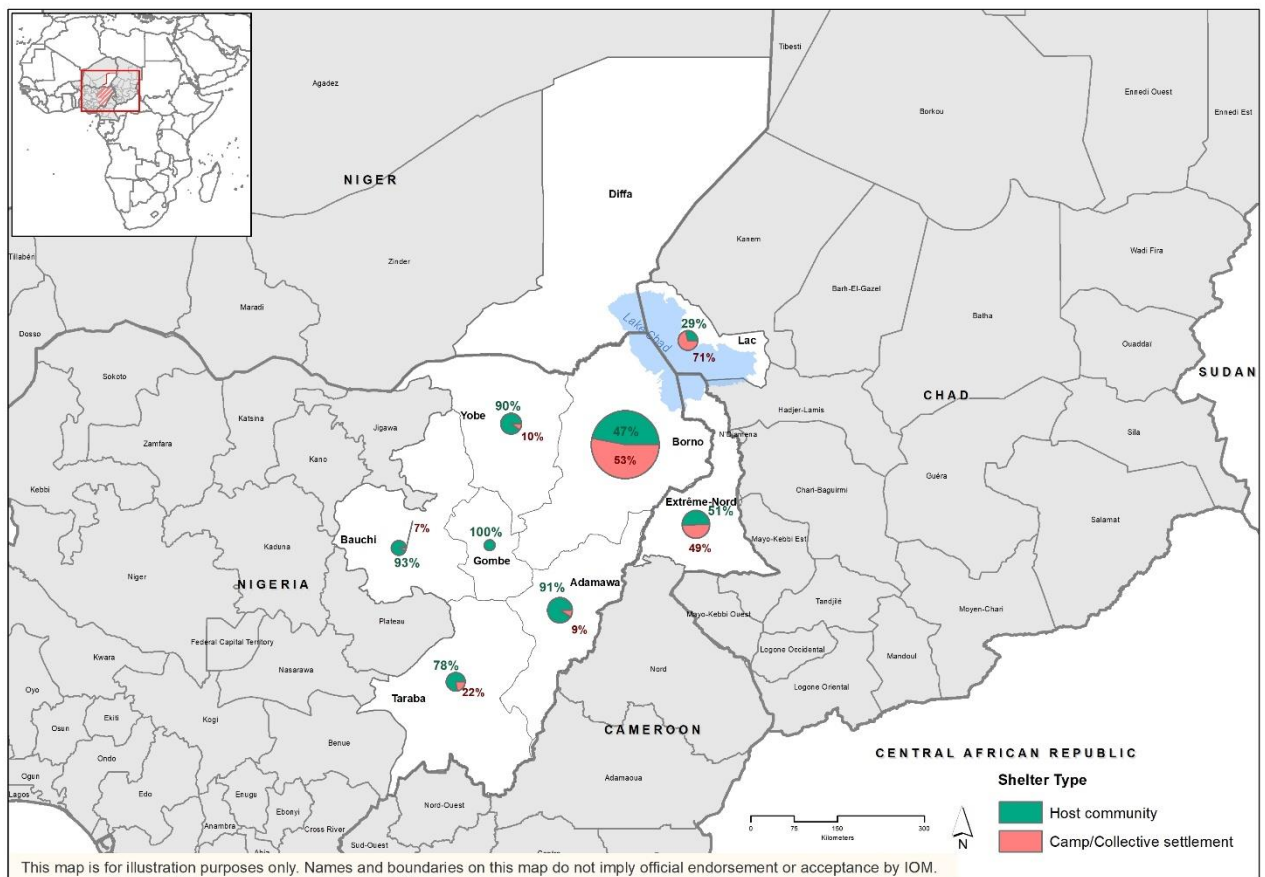 Tibesti
Ennedi Ouest
Agadez
Borkou
Ennedi Est
NIGER
Diffa
Kanem
Wadi Fira
Tillabéri
Zinder
Barh-El-Gazel
Batha
Maradi
Dosso
Lake Chad
29%
Lac
71%
Ouaddaï
SUDAN
Sokoto
Katsina
CHAD
Yobe
90%
10%
Jigawa
Hadjer-Lamis
Zamfara
47%
Borno
N'Djamena
Sila
Kano
53%
Kebbi
Guéra
Chari-Baguirmi
Extrême-Nord
51%
Salamat
7%
Bauchi
93%
100%
Gombe
49%
Mayo-Kebbi Est
Kaduna
Niger
NIGERIA
Adamawa
91%
9%
Tandjilé
Moyen-Chari
Mayo-Kebbi Ouest
Plateau
Federal Capital Territory
Logone Occidental
Mandoul
Kwara
Nasarawa
Nord
78%
22%
Taraba
Logone Oriental
Oyo
Ekiti
Kogi
Osun
CAMEROON
Benue
Ondo
CENTRAL AFRICAN REPUBLIC
Ogun
Edo
Enugu
Adamaoua
Lagos
Ebonyi
Nord-Ouest
Anambra
Cross River
Sud-Ouest
Abia
Centre
Shelter Type
Host community
Camp/Collective settlement
0 75 150 300
Kilometers
N
This map is for illustration purposes only. Names and boundaries on this map do not imply official endorsement or acceptance by IOM.